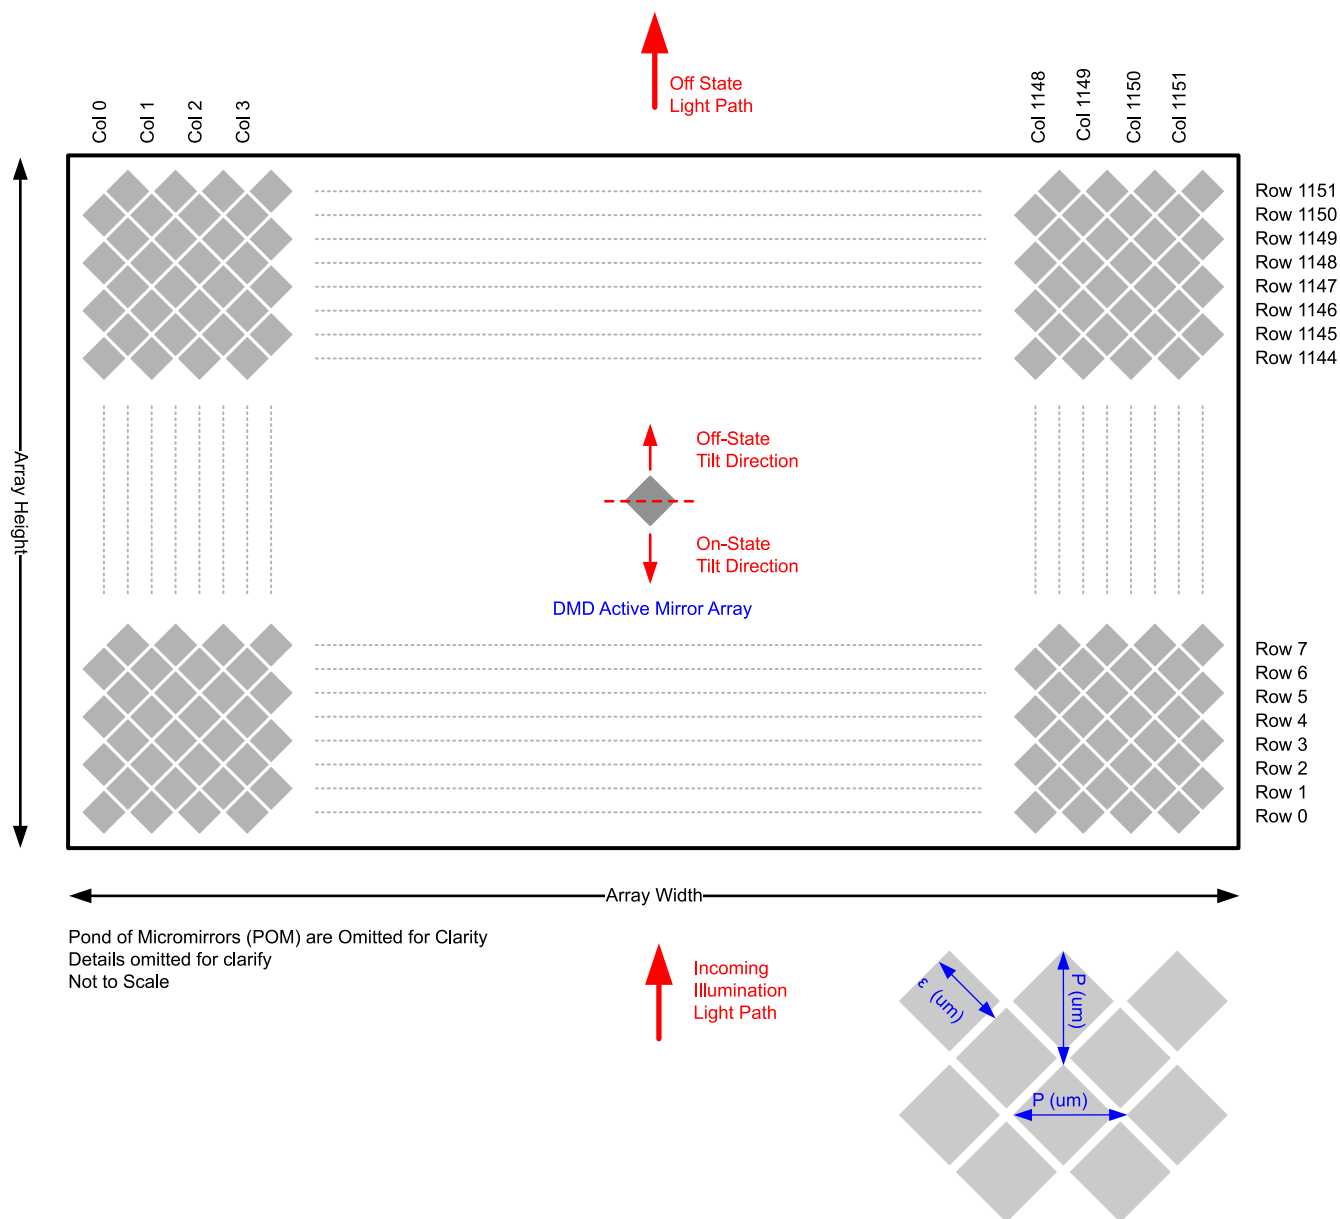 Off State
Light Path
Col 0
Col 1
Col 2
Col 3
Col 1148
Col 1149
Col 1150
Col 1151
Row 1151
Row 1150
Row 1149
Row 1148
Row 1147
Row 1146
Row 1145
Row 1144
Array Height
Off-State
Tilt Direction
On-State
Tilt Direction
DMD Active Mirror Array
Row 7
Row 6
Row 5
Row 4
Row 3
Row 2
Row 1
Row 0
Array Width
Pond of Micromirrors (POM) are Omitted for Clarity
Details omitted for clarify
Not to Scale
Incoming
Illumination
Light Path
ε (um)
P (um)
P (um)